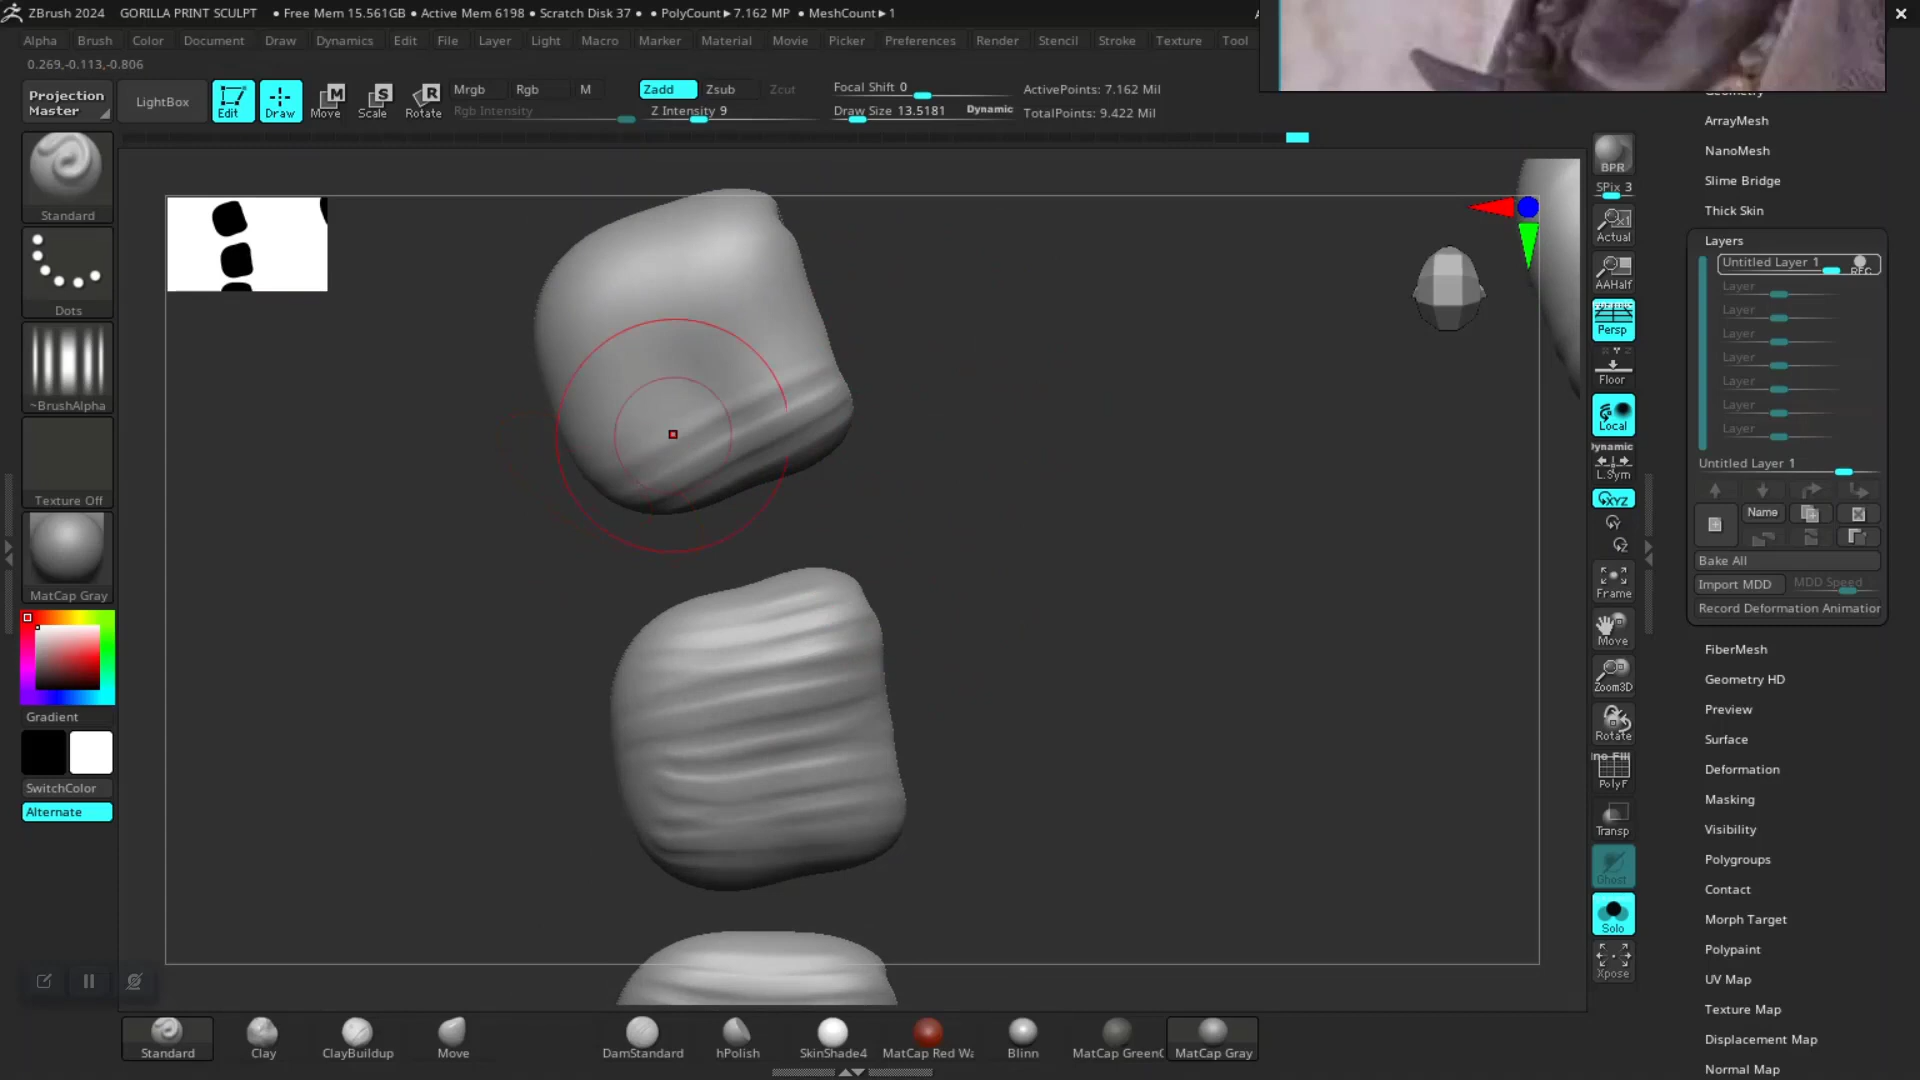 ZBrush 2024 GORILLA PRINT SCULPT • Free Mem 15.561GB • Active Mem 6198 • Scratch Disk 37 • • PolyCount▸7.162 MP • MeshCount▸1
Alpha Brush Color Document Draw Dynamics Edit File Layer Light Macro Marker Material Movie Picker Preferences Render Stencil Stroke Texture Tool
0.269,-0.113,-0.806
Projection Master
LightBox
Edit
Draw
Move
Scale
Rotate
Mrgb Rgb M
Rgb Intensity
Zadd Zsub Zcut
Z Intensity 9
Focal Shift 0
Draw Size 13.5181 Dynamic
ActivePoints: 7.162 Mil
TotalPoints: 9.422 Mil
Standard
Dots
~BrushAlpha
Texture Off
MatCap Gray
Gradient
SwitchColor
Alternate
BPR
SPix 3
Actual
AAHalf
Persp
Floor
Local
Dynamic
L.Sym
XYZ
Y
Z
Frame
Move
Zoom3D
Rotate
PolyF
Transp
Ghost
Solo
Xpose
ArrayMesh
NanoMesh
Slime Bridge
Thick Skin
Layers
Untitled Layer 1 REC
Layer
Layer
Layer
Layer
Layer
Layer
Layer
Untitled Layer 1
Name
Bake All
Import MDD MDD Speed
Record Deformation Animation
FiberMesh
Geometry HD
Preview
Surface
Deformation
Masking
Visibility
Polygroups
Contact
Morph Target
Polypaint
UV Map
Texture Map
Displacement Map
Normal Map
Standard Clay ClayBuildup Move DamStandard hPolish SkinShade4 MatCap Red Wa Blinn MatCap GreenC MatCap Gray